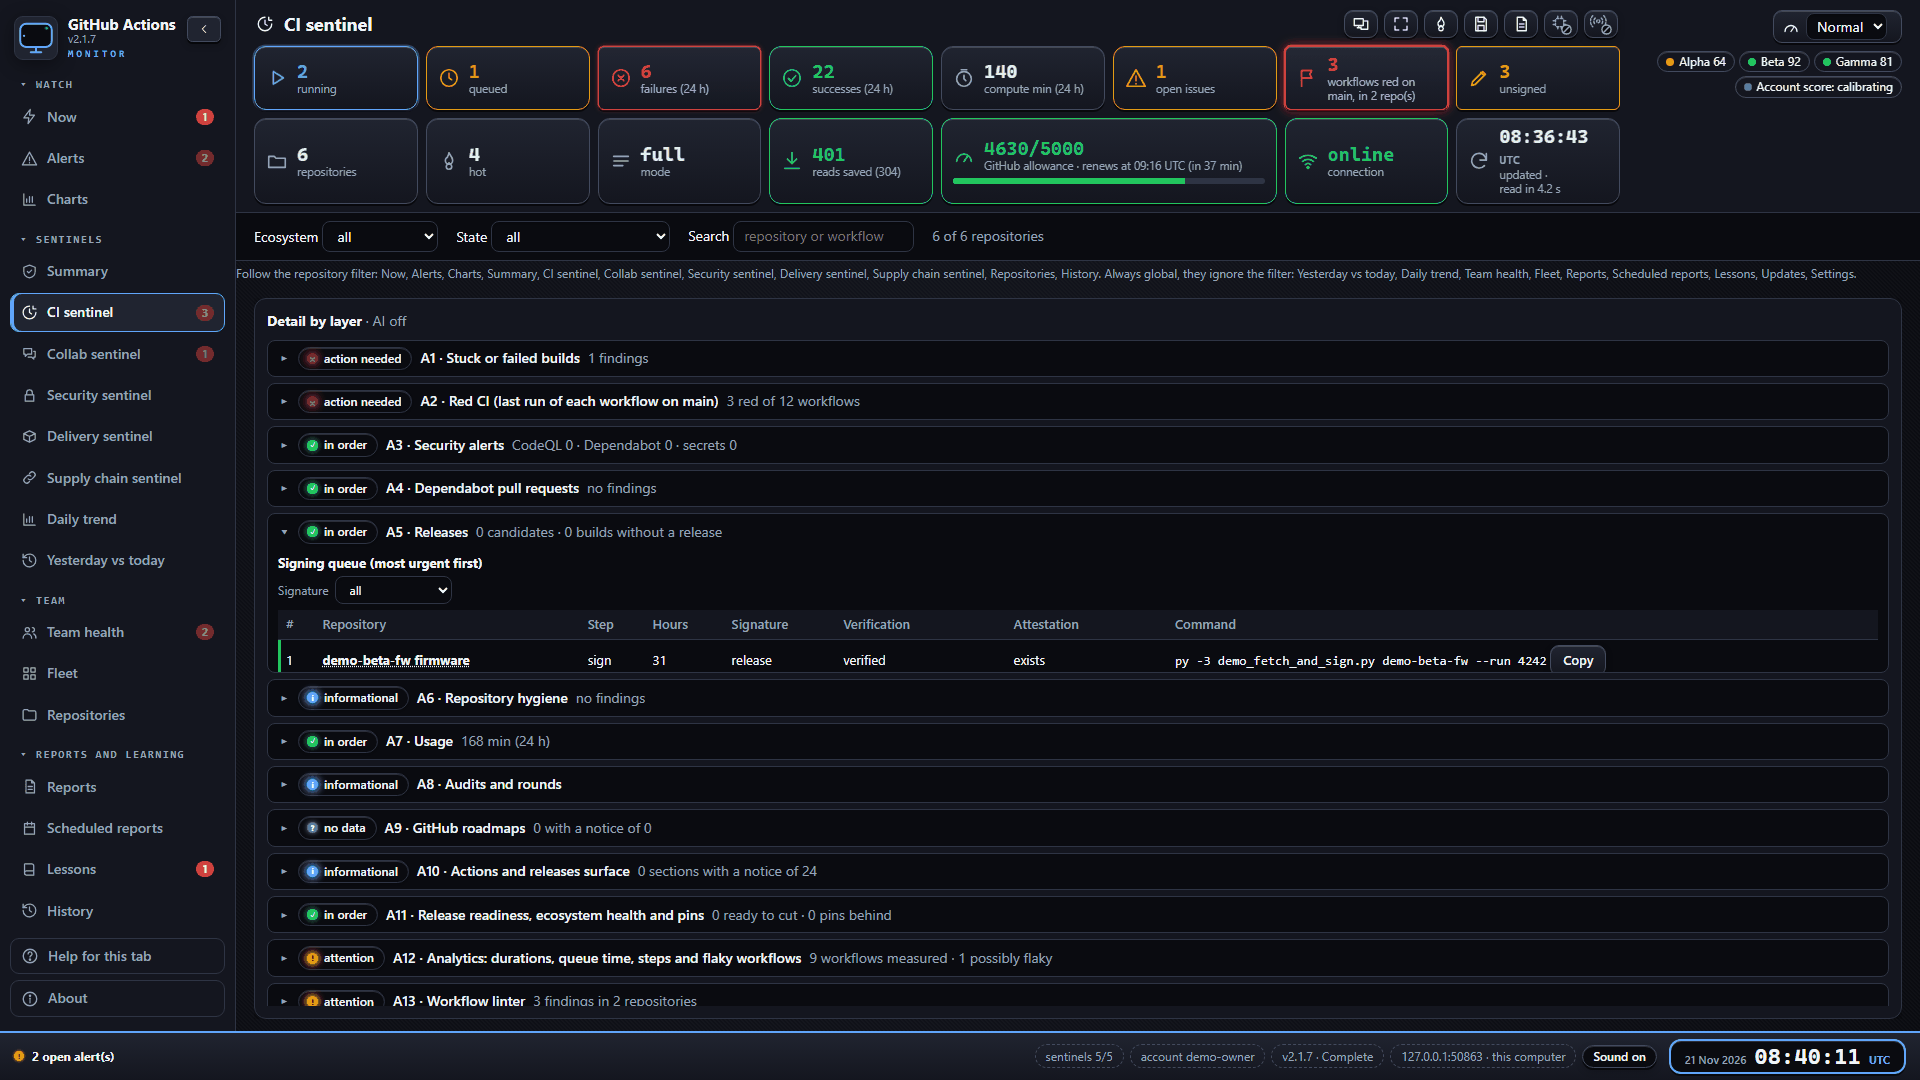 GitHub Actions
v2.1.7
MONITOR
WATCH
Now 1
Alerts 2
Charts
SENTINELS
Summary
CI sentinel 3
Collab sentinel 1
Security sentinel
Delivery sentinel
Supply chain sentinel
Daily trend
Yesterday vs today
TEAM
Team health 2
Fleet
Repositories
REPORTS AND LEARNING
Reports
Scheduled reports
Lessons 1
History
Help for this tab
About
CI sentinel
Normal
2
running
1
queued
6
failures (24 h)
22
successes (24 h)
140
compute min (24 h)
1
open issues
3
workflows red on
main, in 2 repo(s)
3
unsigned
Alpha 64
Beta 92
Gamma 81
Account score: calibrating
6
repositories
4
hot
full
mode
401
reads saved (304)
4630/5000
GitHub allowance · renews at 09:16 UTC (in 37 min)
online
connection
08:36:43
UTC
updated ·
read in 4.2 s
Ecosystem all State all Search repository or workflow 6 of 6 repositories
Follow the repository filter: Now, Alerts, Charts, Summary, CI sentinel, Collab sentinel, Security sentinel, Delivery sentinel, Supply chain sentinel, Repositories, History. Always global, they ignore the filter: Yesterday vs today, Daily trend, Team health, Fleet, Reports, Scheduled reports, Lessons, Updates, Settings.
Detail by layer · AI off
action needed A1 · Stuck or failed builds 1 findings
action needed A2 · Red CI (last run of each workflow on main) 3 red of 12 workflows
in order A3 · Security alerts CodeQL 0 · Dependabot 0 · secrets 0
in order A4 · Dependabot pull requests no findings
in order A5 · Releases 0 candidates · 0 builds without a release
Signing queue (most urgent first)
Signature all
# Repository Step Hours Signature Verification Attestation Command
1 demo-beta-fw firmware sign 31 release verified exists py -3 demo_fetch_and_sign.py demo-beta-fw --run 4242 Copy
informational A6 · Repository hygiene no findings
in order A7 · Usage 168 min (24 h)
informational A8 · Audits and rounds
no data A9 · GitHub roadmaps 0 with a notice of 0
informational A10 · Actions and releases surface 0 sections with a notice of 24
in order A11 · Release readiness, ecosystem health and pins 0 ready to cut · 0 pins behind
attention A12 · Analytics: durations, queue time, steps and flaky workflows 9 workflows measured · 1 possibly flaky
attention A13 · Workflow linter 3 findings in 2 repositories
2 open alert(s)
sentinels 5/5
account demo-owner
v2.1.7 · Complete
127.0.0.1:50863 · this computer
Sound on
21 Nov 2026 08:40:11 UTC